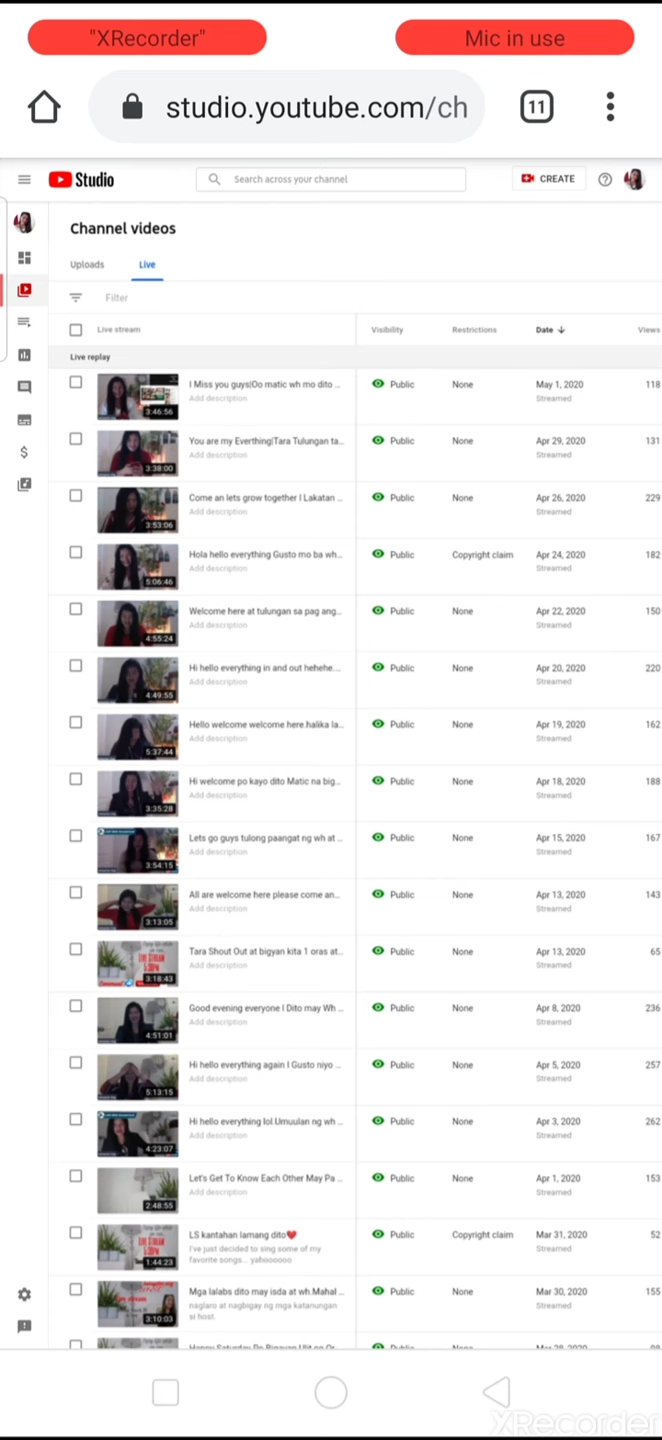 "XRecorder" Mic in use
studio.youtube.com/ch 11
Studio Search across your channel CREATE
Channel videos
Uploads Live
Filter
Live stream Visibility Restrictions Date Views
Live replay
I Miss you guys|Oo matic wh mo dito ... Public None May 1, 2020 118
Add description Streamed
3:46:56
You are my Everthing|Tara Tulungan ta... Public None Apr 29, 2020 131
Add description Streamed
3:38:00
Come an lets grow together I Lakatan ... Public None Apr 26, 2020 229
Add description Streamed
3:53:06
Hola hello everything Gusto mo ba wh... Public Copyright claim Apr 24, 2020 182
Add description Streamed
5:06:46
Welcome here at tulungan sa pag ang... Public None Apr 22, 2020 150
Add description Streamed
4:55:24
Hi hello everything in and out hehehe.... Public None Apr 20, 2020 220
Add description Streamed
4:49:55
Hello welcome welcome here.halika la... Public None Apr 19, 2020 162
Add description Streamed
5:37:44
Hi welcome po kayo dito Matic na big... Public None Apr 18, 2020 188
Add description Streamed
3:35:28
Lets go guys tulong paangat ng wh at ... Public None Apr 15, 2020 167
Add description Streamed
3:54:15
All are welcome here please come an... Public None Apr 13, 2020 143
Add description Streamed
3:13:05
Tara Shout Out at bigyan kita 1 oras at... Public None Apr 13, 2020 65
Add description Streamed
LIVE STREAM
3:18:43
Good evening everyone I Dito may Wh ... Public None Apr 8, 2020 236
Add description Streamed
4:51:01
Hi hello everything again I Gusto niyo ... Public None Apr 5, 2020 257
Add description Streamed
5:13:15
Hi hello everything lol.Umuulan ng wh ... Public None Apr 3, 2020 262
Add description Streamed
4:23:07
Let's Get To Know Each Other May Pa ... Public None Apr 1, 2020 153
Add description Streamed
2:48:55
LS kantahan lamang dito❤ Public Copyright claim Mar 31, 2020 52
I've just decided to sing some of my Streamed
favorite songs... yahoooooo
LIVE STREAM
1:44:23
Mga lalabs dito may isda at wh.Mahal ... Public None Mar 30, 2020 155
naglaro at nagbigay ng mga katanungan Streamed
si host.
3:10:03
Happy Saturday Po Bigayan Ulit ng Or... Public None Mar 28, 2020 98
XRecorder